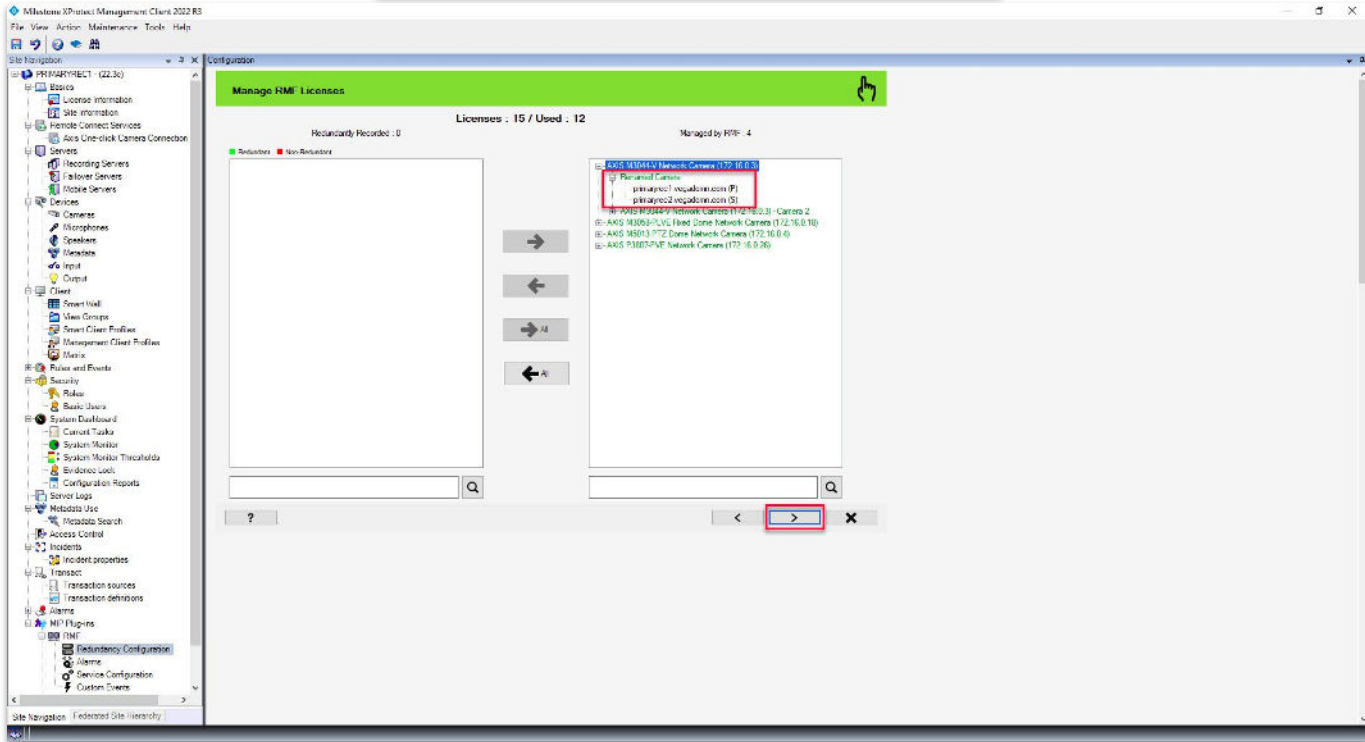 Milestone XProtect Management Client 2022 R3
File View Action Maintenance Tools Help
Site Navigation
Configuration
PRIMARYREC1 - (22.3c)
Basics
License Information
Site Information
Remote Connect Services
Axis One-click Camera Connection
Servers
Recording Servers
Failover Servers
Mobile Servers
Devices
Cameras
Microphones
Speakers
Metadata
Input
Output
Client
Smart Wall
View Groups
Smart Client Profiles
Management Client Profiles
Matrix
Rules and Events
Security
Roles
Basic Users
System Dashboard
Current Tasks
System Monitor
System Monitor Thresholds
Evidence Lock
Configuration Reports
Server Logs
Metadata Use
Metadata Search
Access Control
Incidents
Incident properties
Transact
Transaction sources
Transaction definitions
Alarms
MIP Plug-ins
RMF
Redundancy Configuration
Alarms
Service Configuration
Custom Events
Site Navigation Federated Site Hierarchy
Manage RMF Licenses
Licenses : 15 / Used : 12
Redundantly Recorded : 0
Managed by RMF : 4
Redundant Non-Redundant
AXIS M3044-V Network Camera (172.16.0.3)
Renamed Camera
primaryrec1.vegadomn.com (P)
primaryrec2.vegadomn.com (S)
AXIS M3044-V Network Camera (172.16.0.3) - Camera 2
AXIS M3058-PLVE Fixed Dome Network Camera (172.16.0.18)
AXIS M5013 PTZ Dome Network Camera (172.16.0.4)
AXIS P3807-PVE Network Camera (172.16.0.26)
All
All
? < >